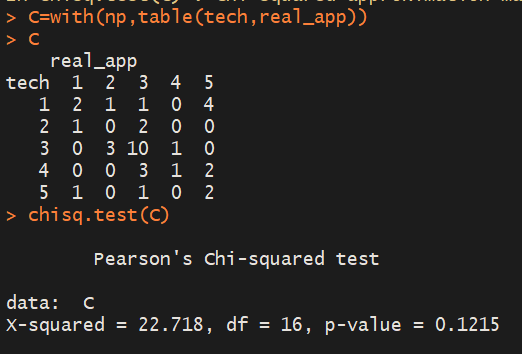 > C=with(np,table(tech,real_app))
> C
    real_app
tech  1  2  3  4  5
   1  2  1  1  0  4
   2  1  0  2  0  0
   3  0  3 10  1  0
   4  0  0  3  1  2
   5  1  0  1  0  2
> chisq.test(C)
        Pearson's Chi-squared test
data:  C
X-squared = 22.718, df = 16, p-value = 0.1215